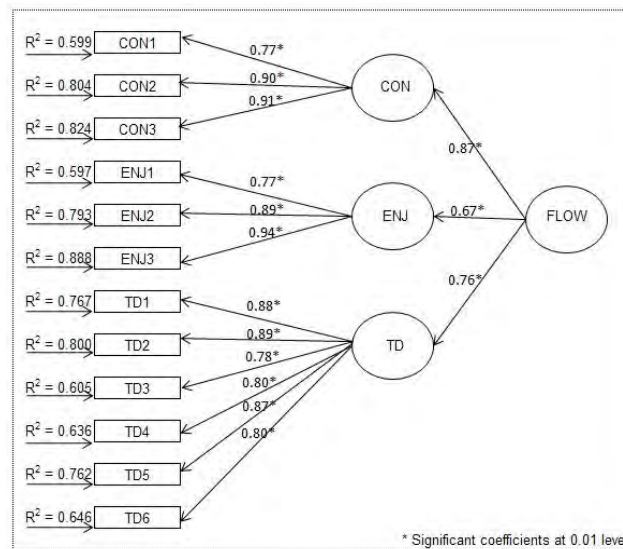 R² = 0.599 CON1
0.77*
R² = 0.804 CON2 0.90* CON
0.91*
R² = 0.824 CON3
0.87*
R² = 0.597 ENJ1
0.77*
R² = 0.793 ENJ2 0.89* ENJ 0.67* FLOW
0.94*
R² = 0.888 ENJ3
0.76*
R² = 0.767 TD1
0.88*
R² = 0.800 TD2 0.89* TD
0.78*
R² = 0.605 TD3
0.80*
0.87*
R² = 0.636 TD4
0.80*
R² = 0.762 TD5
R² = 0.646 TD6
* Significant coefficients at 0.01 leve